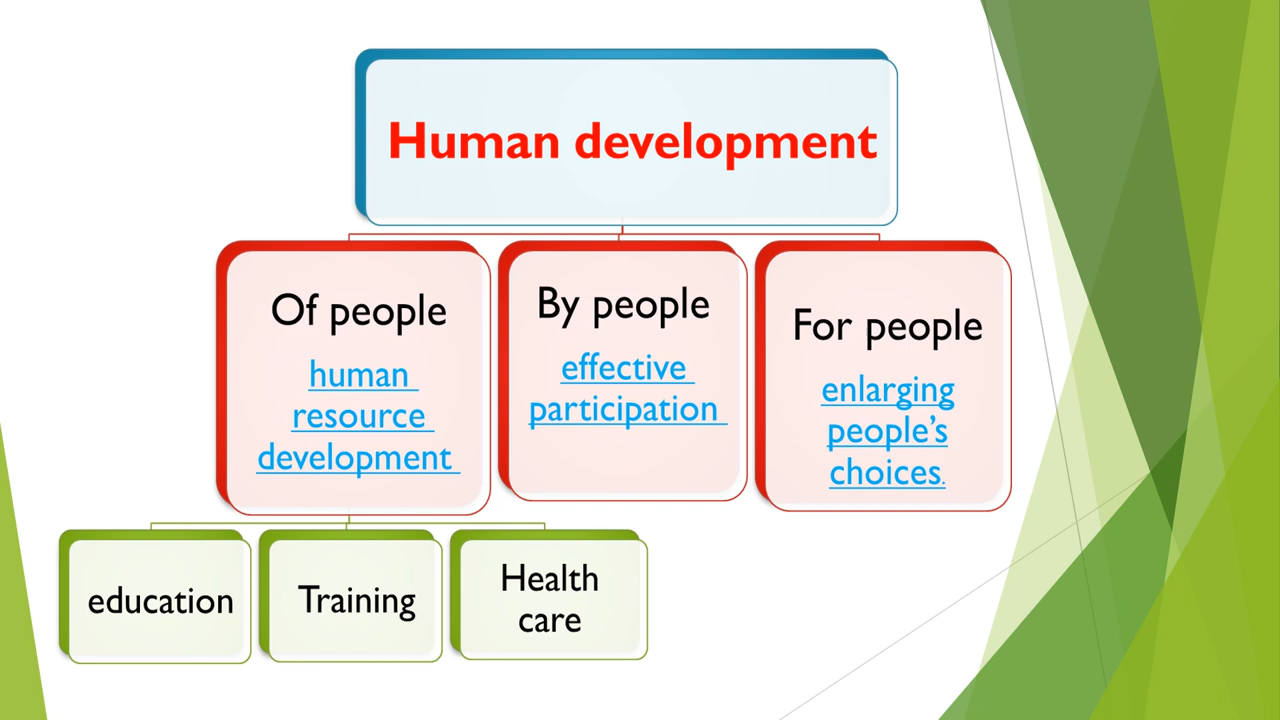 Human development
Of people
human
resource
development
By people
effective
participation
For people
enlarging
people's
choices.
education
Training
Health
care